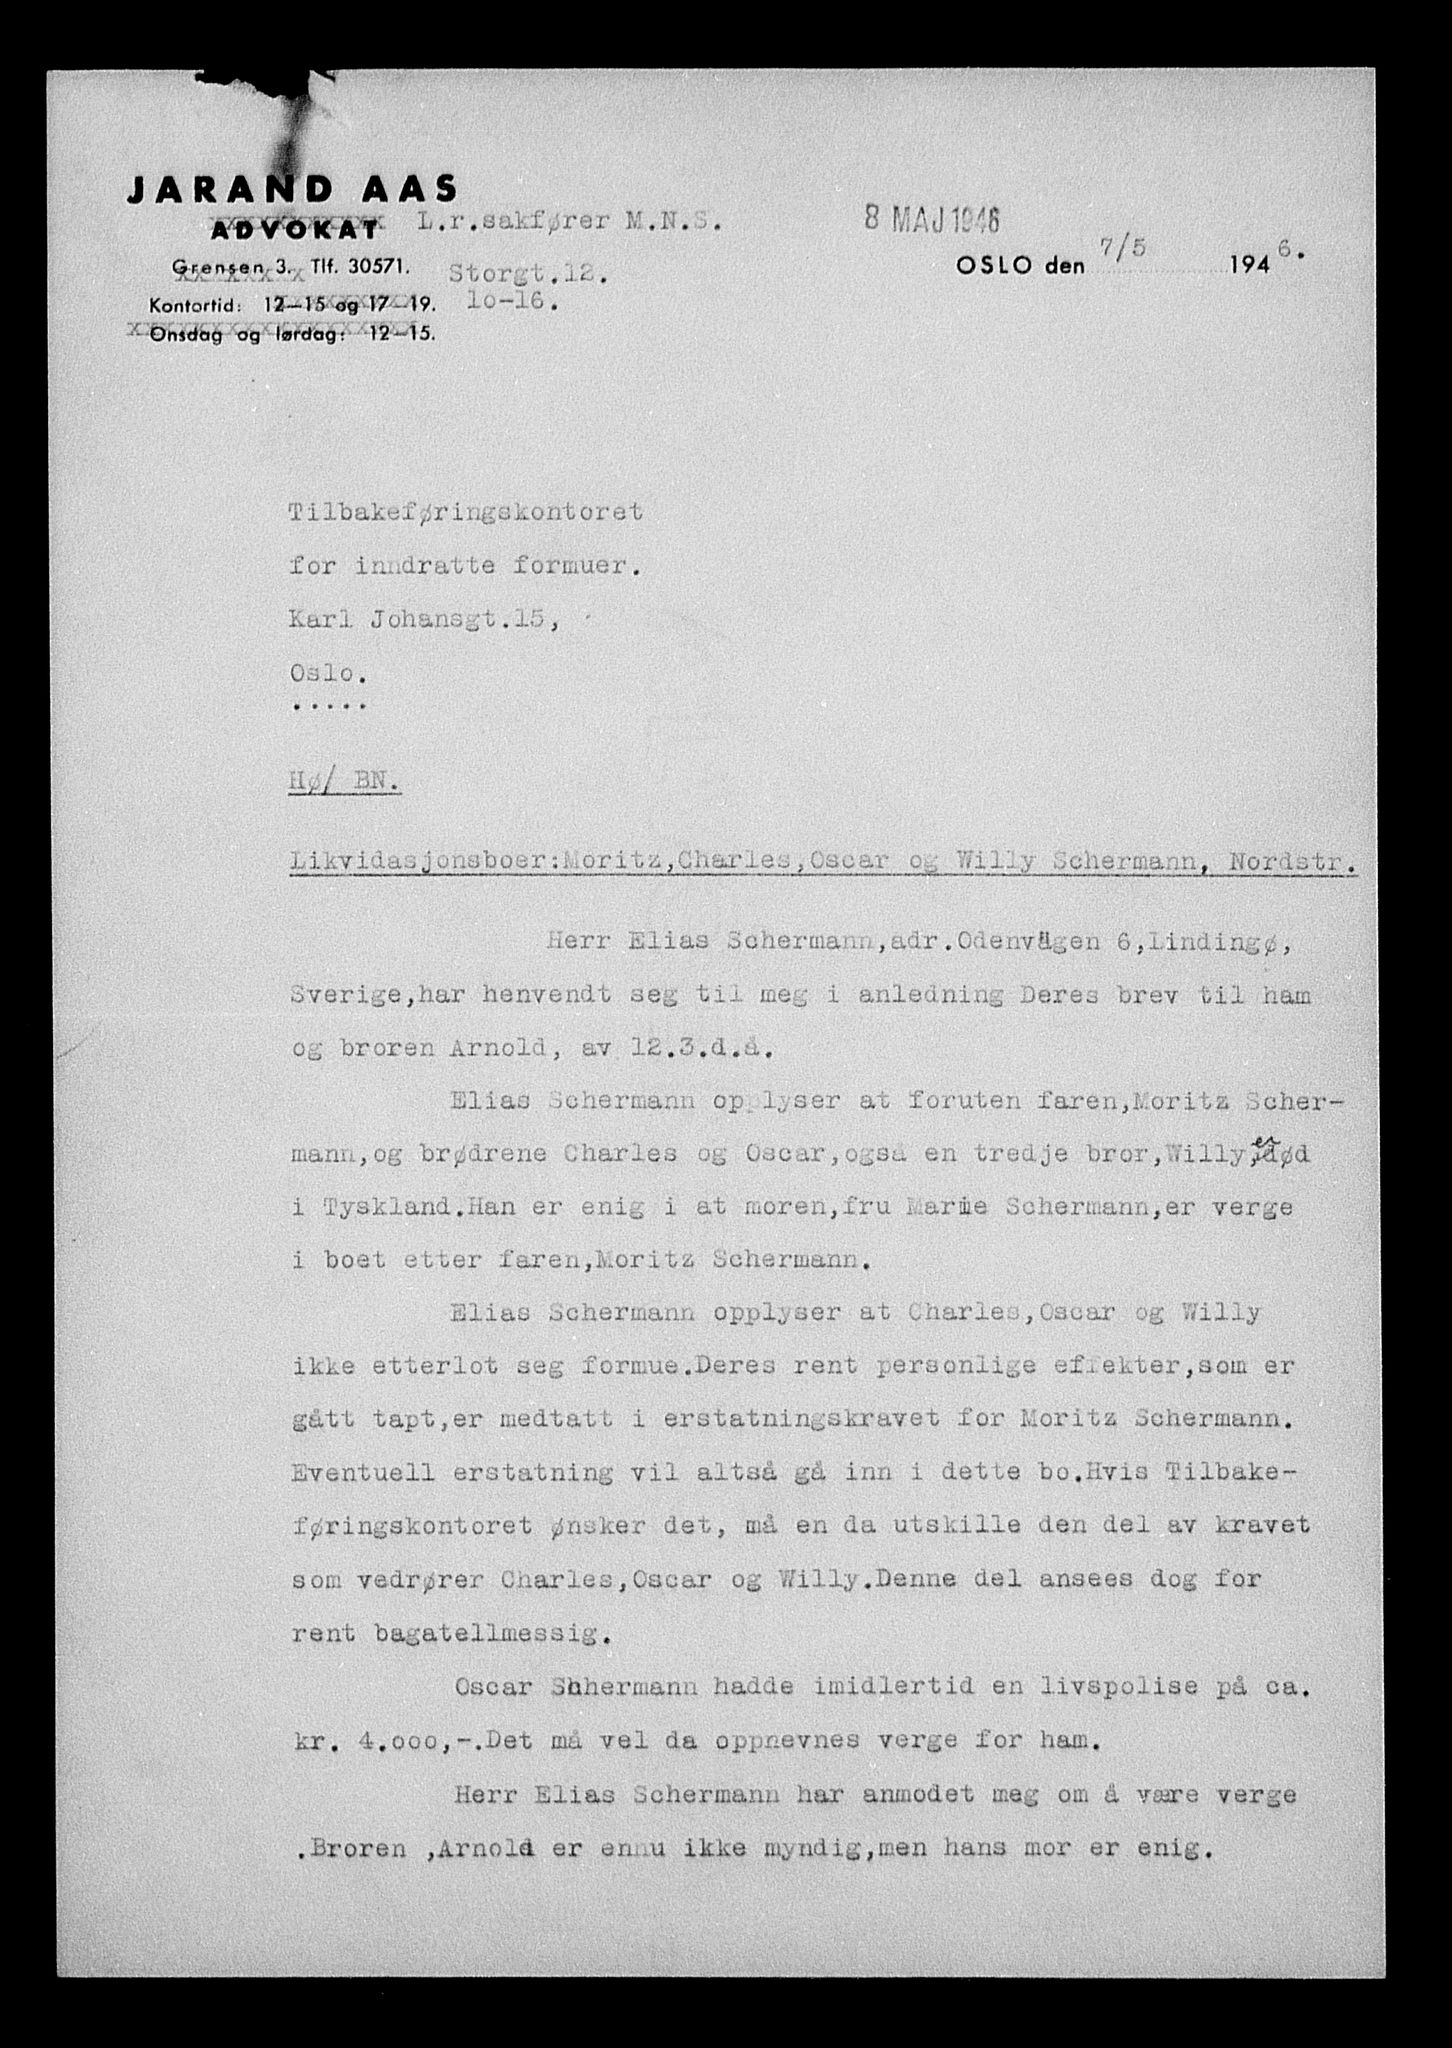 JARAND AAS
ADVOKAT L.r.sakfører M.N.S.
Grensen 3. Tlf. 30571. Storgt.12.
Kontortid: 12—15 og 17—19. 10-16.
Onsdag og lørdag: 12—15.
8 MAJ 1946
OSLO den 7/5 1946.
Tilbakeføringskontoret
for inndratte formuer.
Karl Johansgt.15,
Oslo.
.....
Hø/ BN.
Likvidasjonsboer:Moritz,Charles,Oscar og Willy Schermann, Nordstr.
Herr Elias Schermann,adr.Odenvägen 6,Lindingø,
Sverige,har henvendt seg til meg i anledning Deres brev til ham
og broren Arnold, av 12.3.d.å.
Elias Schermann opplyser at foruten faren,Moritz Scher-
mann,og brødrene Charles og Oscar,også en tredje bror,Willy, er død
i Tyskland.Han er enig i at moren,fru Marie Schermann,er verge
i boet etter faren,Moritz Schermann.
Elias Schermann opplyser at Charles,Oscar og Willy
ikke etterlot seg formue.Deres rent personlige effekter,som er
gått tapt,er medtatt i erstatningskravet for Moritz Schermann.
Eventuell erstatning vil altså gå inn i dette bo.Hvis Tilbake-
føringskontoret ønsker det, må en da utskille den del av kravet
som vedrører Charles,Oscar og Willy.Denne del ansees dog for
rent bagatellmessig.
Oscar Schermann hadde imidlertid en livspolise på ca.
kr. 4.ooo,-.Det må vel da oppnevnes verge for ham.
Herr Elias Schermann har anmodet meg om å være verge
.Broren ,Arnold er ennu ikke myndig,men hans mor er enig.